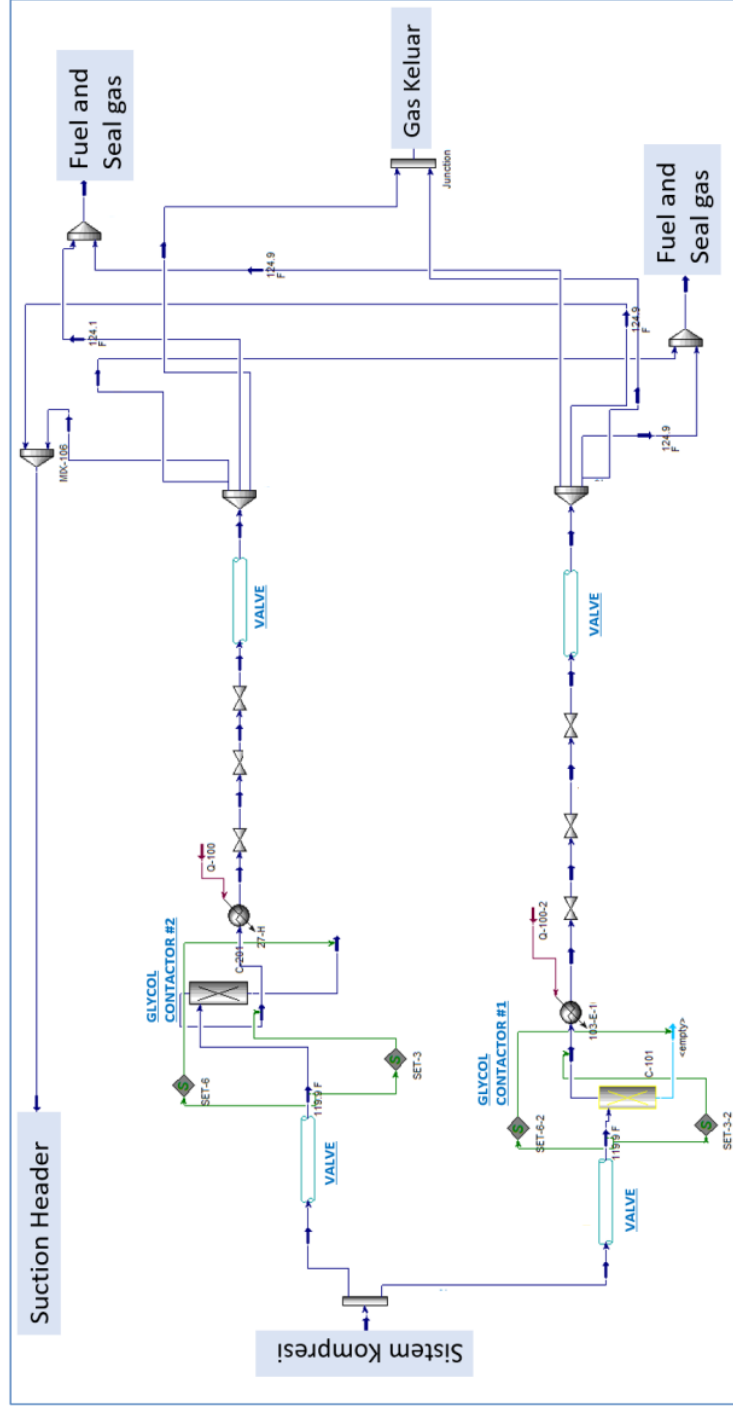 Suction Header
Fuel and
Seal gas
Gas Keluar
Junction
Fuel and
Seal gas
MIX-106
124.1
F
124.9
F
124.9
F
124.9
F
VALVE
VALVE
Q-100
27-H
C-201
GLYCOL
CONTACTOR #2
SET-6
SET-3
119.9 F
VALVE
Q-100-2
103-E-1
GLYCOL
CONTACTOR #1
C-101
<empty>
SET-6-2
SET-3-2
119.9 F
VALVE
Sistem Kompresi
S
S
S
S